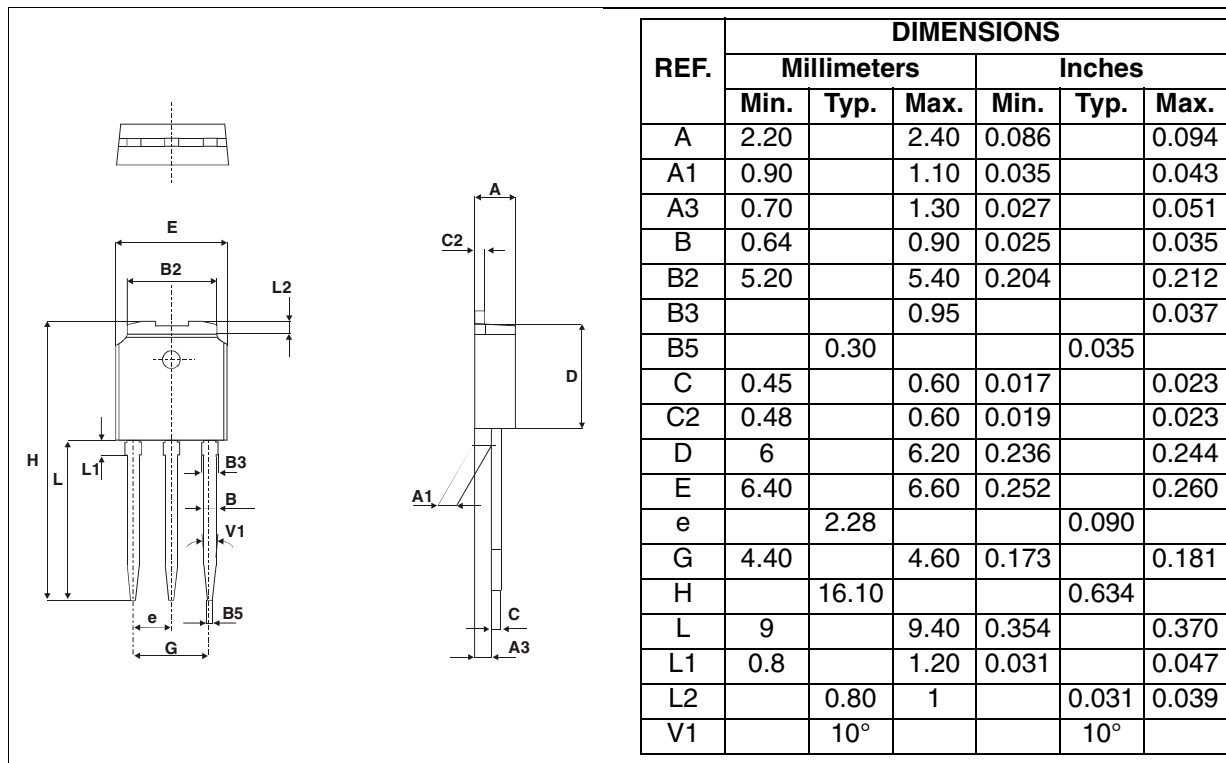 A
C2
E
B2
L2
D
H
L
L1
B3
B
V1
A1
e
B5
G
C
A3
REF. DIMENSIONS
Millimeters Inches
Min. Typ. Max. Min. Typ. Max.
A 2.20 2.40 0.086 0.094
A1 0.90 1.10 0.035 0.043
A3 0.70 1.30 0.027 0.051
B 0.64 0.90 0.025 0.035
B2 5.20 5.40 0.204 0.212
B3 0.95 0.037
B5 0.30 0.035
C 0.45 0.60 0.017 0.023
C2 0.48 0.60 0.019 0.023
D 6 6.20 0.236 0.244
E 6.40 6.60 0.252 0.260
e 2.28 0.090
G 4.40 4.60 0.173 0.181
H 16.10 0.634
L 9 9.40 0.354 0.370
L1 0.8 1.20 0.031 0.047
L2 0.80 1 0.031 0.039
V1 10° 10°